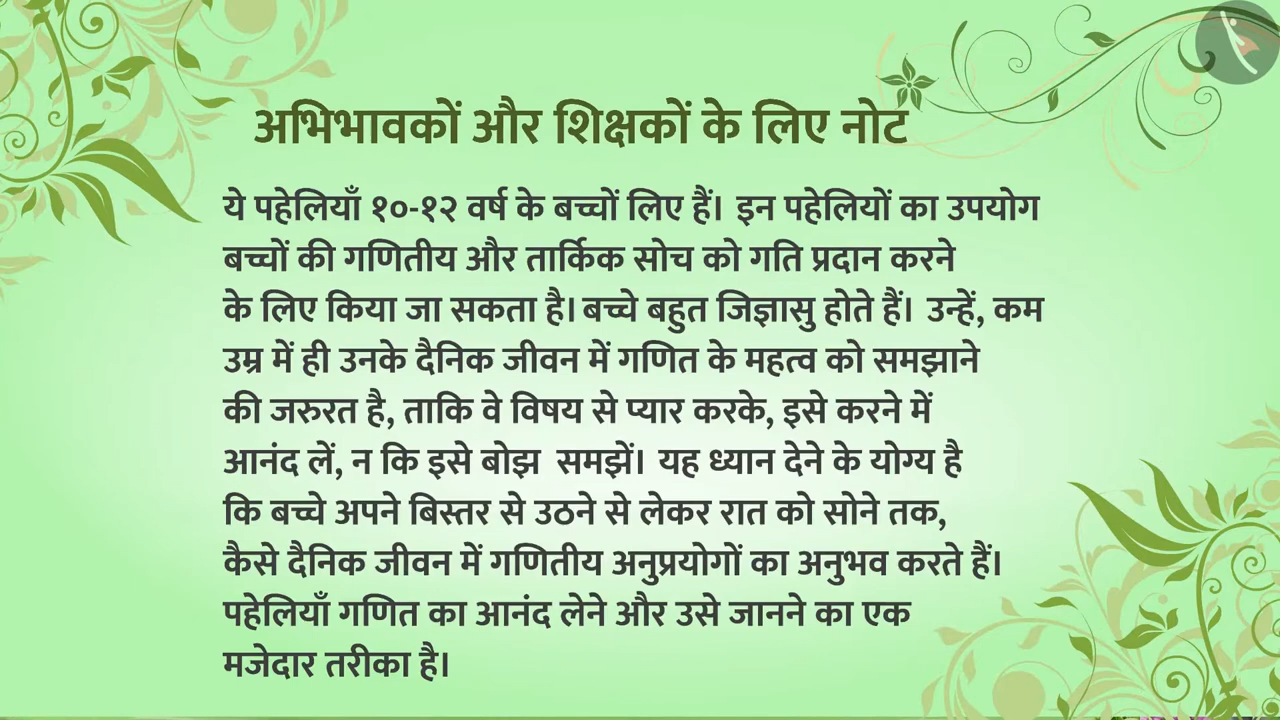 अभिभावकों और शिक्षकों के लिए नोट
ये पहेलियाँ १०-१२ वर्ष के बच्चों लिए हैं। इन पहेलियों का उपयोग
बच्चों की गणितीय और तार्किक सोच को गति प्रदान करने
के लिए किया जा सकता है। बच्चे बहुत जिज्ञासु होते हैं। उन्हें, कम
उम्र में ही उनके दैनिक जीवन में गणित के महत्व को समझाने
की जरुरत है, ताकि वे विषय से प्यार करके, इसे करने में
आनंद लें, न कि इसे बोझ समझें। यह ध्यान देने के योग्य है
कि बच्चे अपने बिस्तर से उठने से लेकर रात को सोने तक,
कैसे दैनिक जीवन में गणितीय अनुप्रयोगों का अनुभव करते हैं।
पहेलियाँ गणित का आनंद लेने और उसे जानने का एक
मजेदार तरीका है।